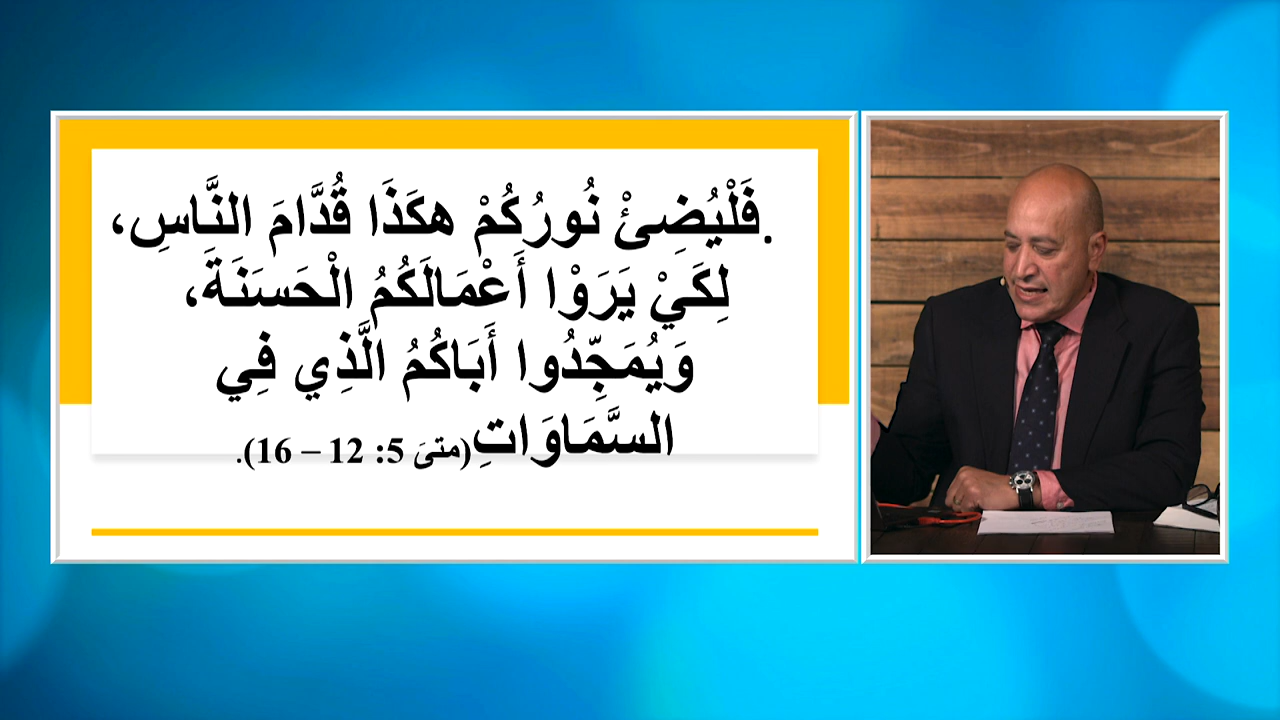 .فَلْيُضِئْ نُورُكُمْ هكَذَا قُدَّامَ النَّاسِ،
لِكَيْ يَرَوْا أَعْمَالَكُمُ الْحَسَنَةَ،
وَيُمَجِّدُوا أَبَاكُمُ الَّذِي فِي
السَّمَاوَاتِ(متىَ 5: 12 – 16).